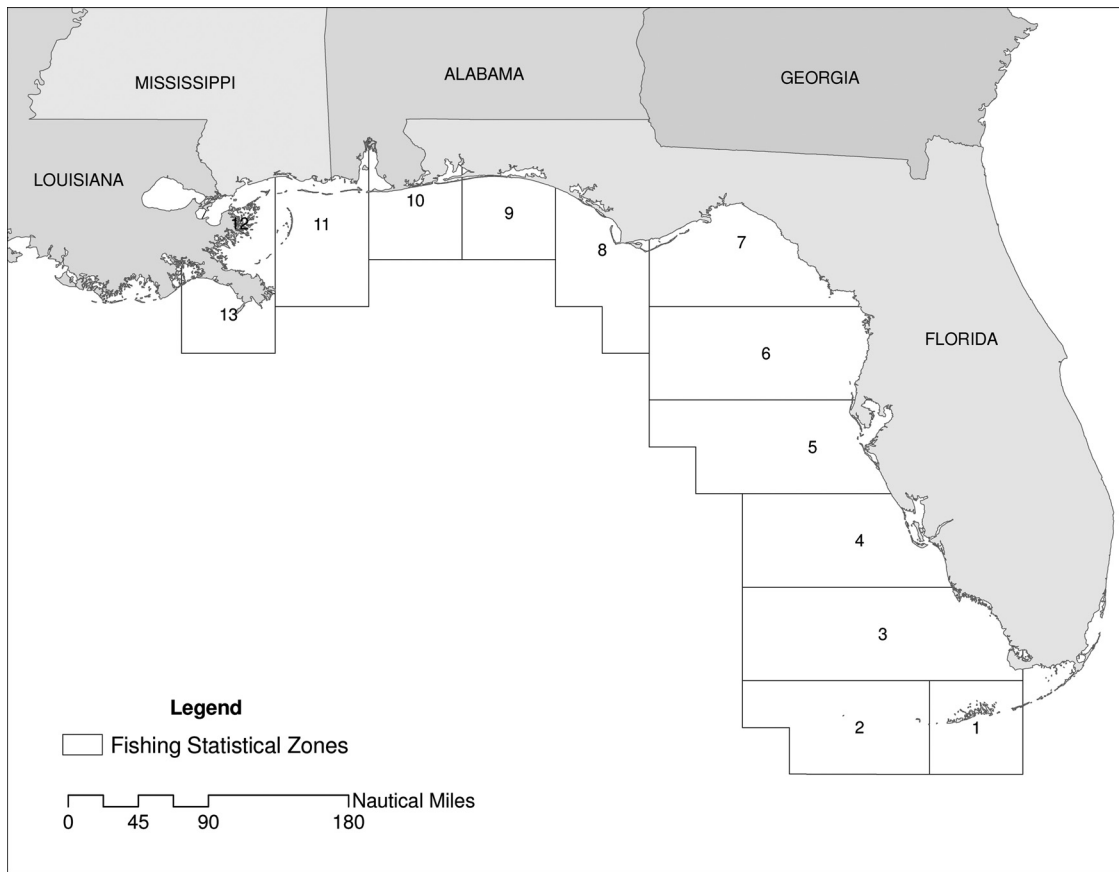 GEORGIA
ALABAMA
MISSISSIPPI
LOUISIANA
10
9
12
11
7
8
13
FLORIDA
6
5
4
3
Legend
2
1
Fishing Statistical Zones
Nautical Miles
0 45 90 180